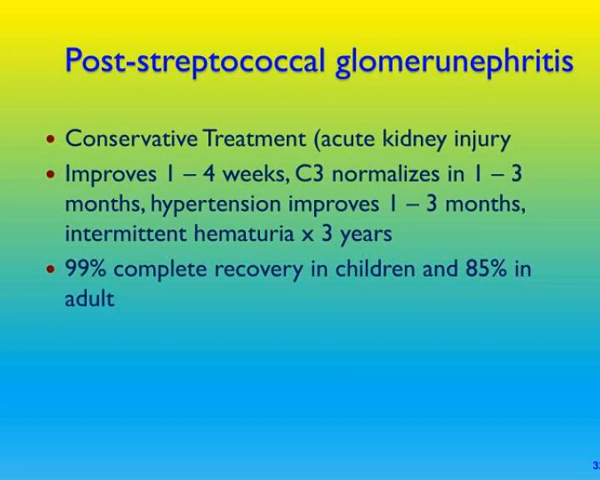 Post-streptococcal glomerunephritis
• Conservative Treatment (acute kidney injury
• Improves 1 – 4 weeks, C3 normalizes in 1 – 3
months, hypertension improves 1 – 3 months,
intermittent hematuria x 3 years
• 99% complete recovery in children and 85% in
adult